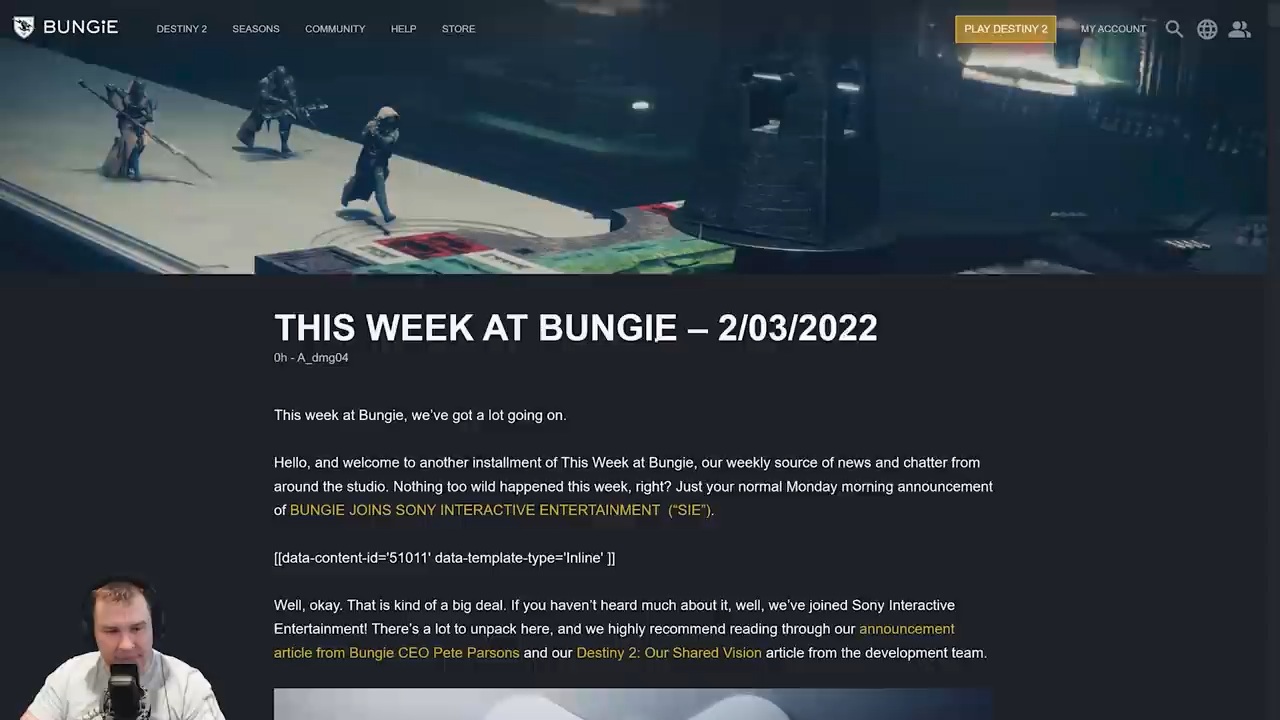 BUNGiE DESTINY 2 SEASONS COMMUNITY HELP STORE PLAY DESTINY 2 MY ACCOUNT
THIS WEEK AT BUNGIE – 2/03/2022
0h - A_dmg04
This week at Bungie, we’ve got a lot going on.
Hello, and welcome to another installment of This Week at Bungie, our weekly source of news and chatter from
around the studio. Nothing too wild happened this week, right? Just your normal Monday morning announcement
of BUNGIE JOINS SONY INTERACTIVE ENTERTAINMENT (“SIE”).
[[data-content-id='51011' data-template-type='Inline' ]]
Well, okay. That is kind of a big deal. If you haven’t heard much about it, well, we’ve joined Sony Interactive
Entertainment! There’s a lot to unpack here, and we highly recommend reading through our announcement
article from Bungie CEO Pete Parsons and our Destiny 2: Our Shared Vision article from the development team.